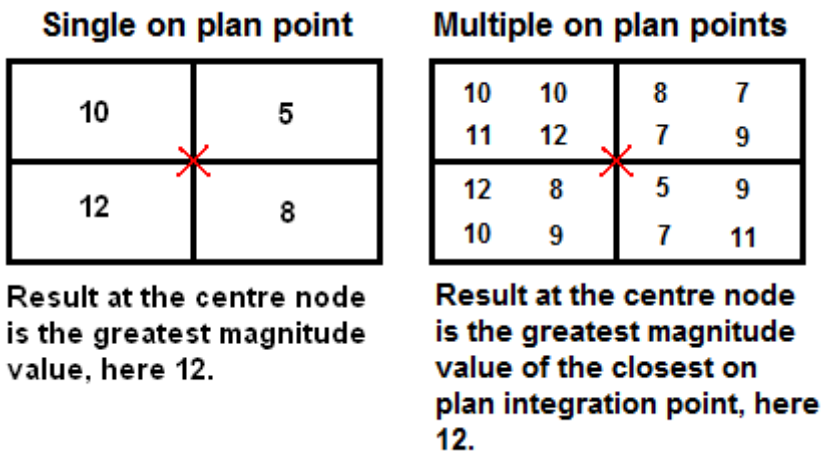 Single on plan point
10 5
12 8
Result at the centre node
is the greatest magnitude
value, here 12.
Multiple on plan points
10 10 8 7
11 12 7 9
12 8 5 9
10 9 7 11
Result at the centre node
is the greatest magnitude
value of the closest on
plan integration point, here
12.